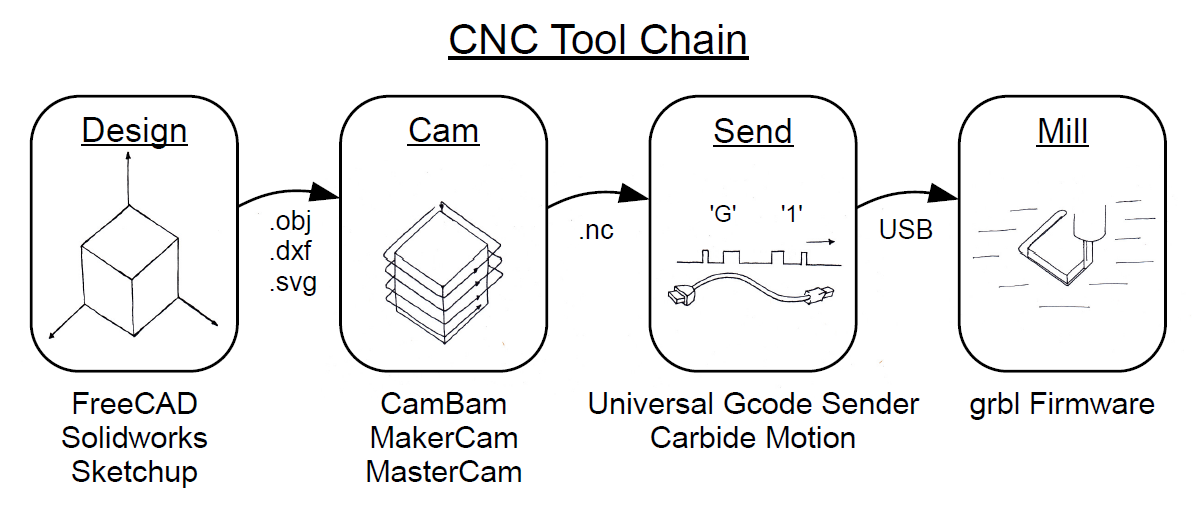 CNC Tool Chain
Design
Cam
Send
Mill
.obj
.dxf
.svg
.nc
'G' '1'
USB
FreeCAD
Solidworks
Sketchup
CamBam
MakerCam
MasterCam
Universal Gcode Sender
Carbide Motion
grbl Firmware